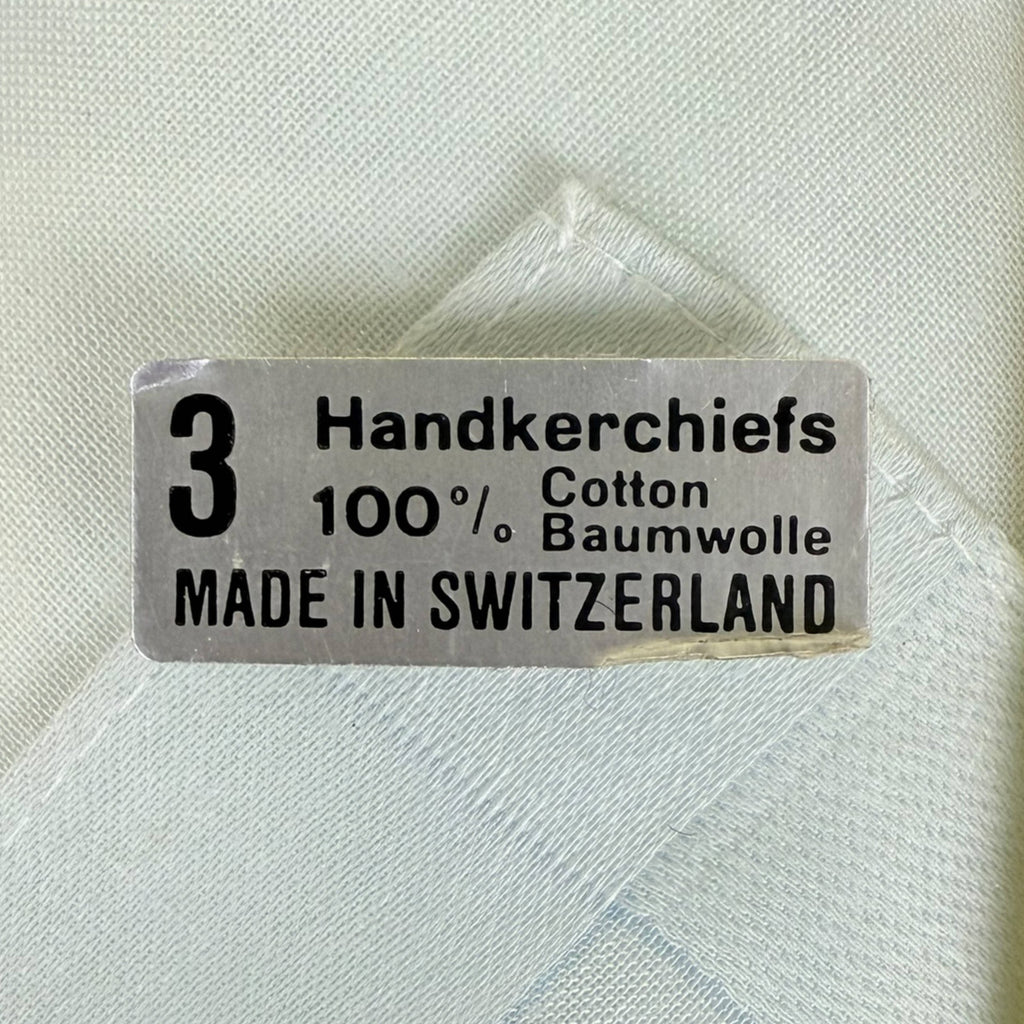 3 Handkerchiefs
100% Cotton
Baumwolle
MADE IN SWITZERLAND